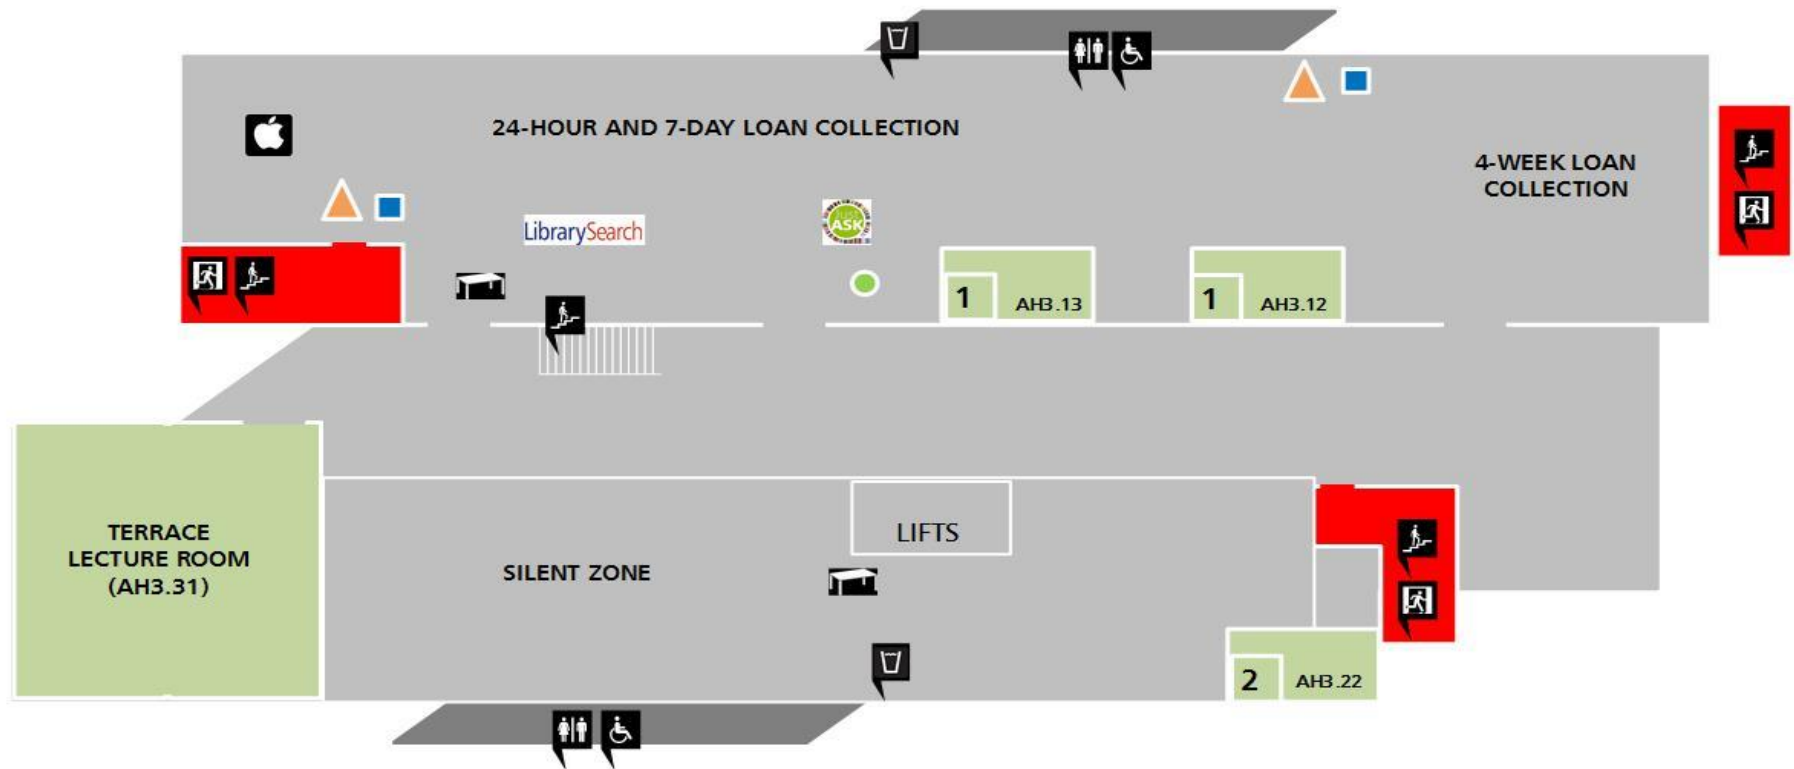 24-HOUR AND 7-DAY LOAN COLLECTION
4-WEEK LOAN
COLLECTION
LibrarySearch
JUST
ASK
1
AH3.13
1
AH3.12
TERRACE
LECTURE ROOM
(AH3.31)
LIFTS
SILENT ZONE
2
AH3.22